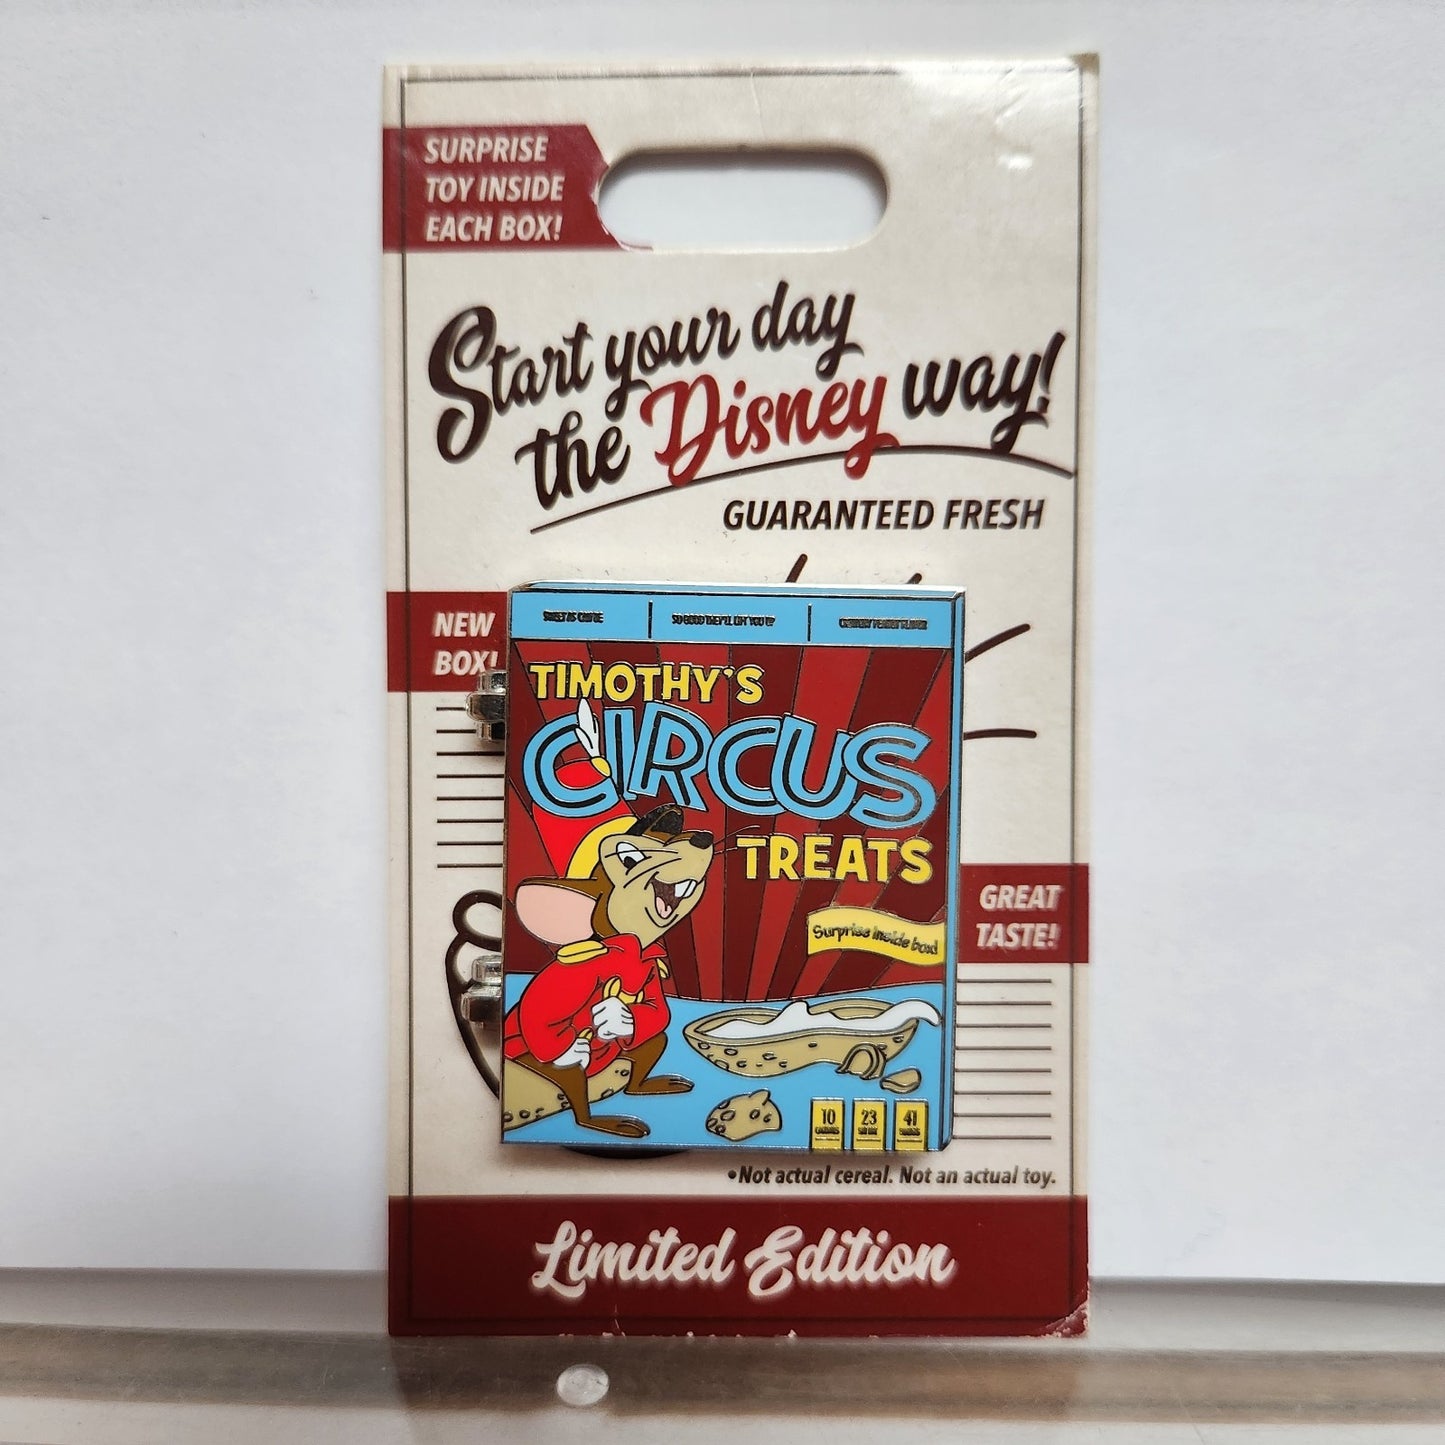 SURPRISE
TOY INSIDE
EACH BOX!
Start your day
the Disney way!
GUARANTEED FRESH
NEW
BOX!
SO GOOD THEY'LL LIFT YOU UP
TIMOTHY'S
CIRCUS
TREATS
Surprise inside box!
GREAT
TASTE!
10
23
41
•Not actual cereal. Not an actual toy.
Limited Edition